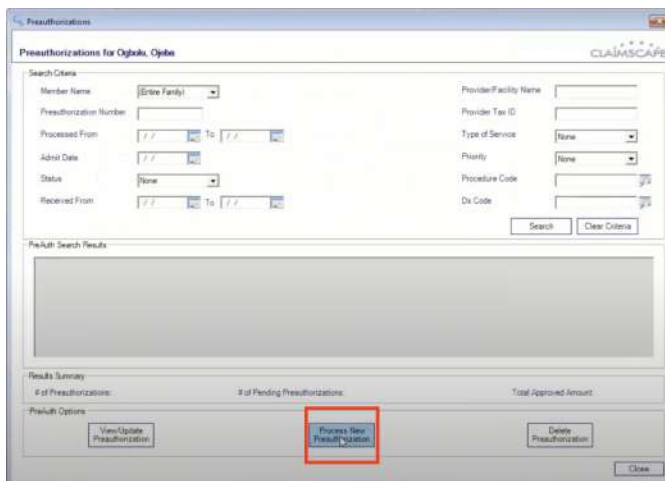 Preauthorizations
Preauthorizations for Ogbolu, Ojebe
CLAIMSCAPE
Search Criteria
Member Name (Entire Family) Provider/Facility Name
Preauthorization Number Provider Tax ID
Processed From / / To / / Type of Service None
Admit Date / / Priority None
Status None Procedure Code
Received From / / To / / Dx Code
Search Clear Criteria
PreAuth Search Results
Results Summary
# of Preauthorizations: # of Pending Preauthorizations: Total Approved Amount:
PreAuth Options
View/Update Preauthorization Process New Preauthorization Delete Preauthorization
Close